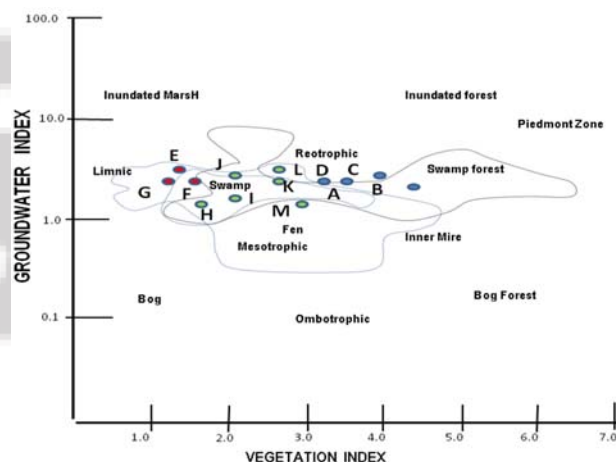 100.0
Inundated MarsH
Inundated forest
10.0
Piedmont Zone
E
J
Reotrophic
Limnic
L
D
C
Swamp forest
G
F
Swamp
K
A
B
H
I
1.0
M
Fen
Inner Mire
Mesotrophic
Bog
Bog Forest
0.1
Ombotrophic
GROUNDWATER INDEX
1.0
2.0
3.0
4.0
5.0
6.0
7.0
VEGETATION INDEX